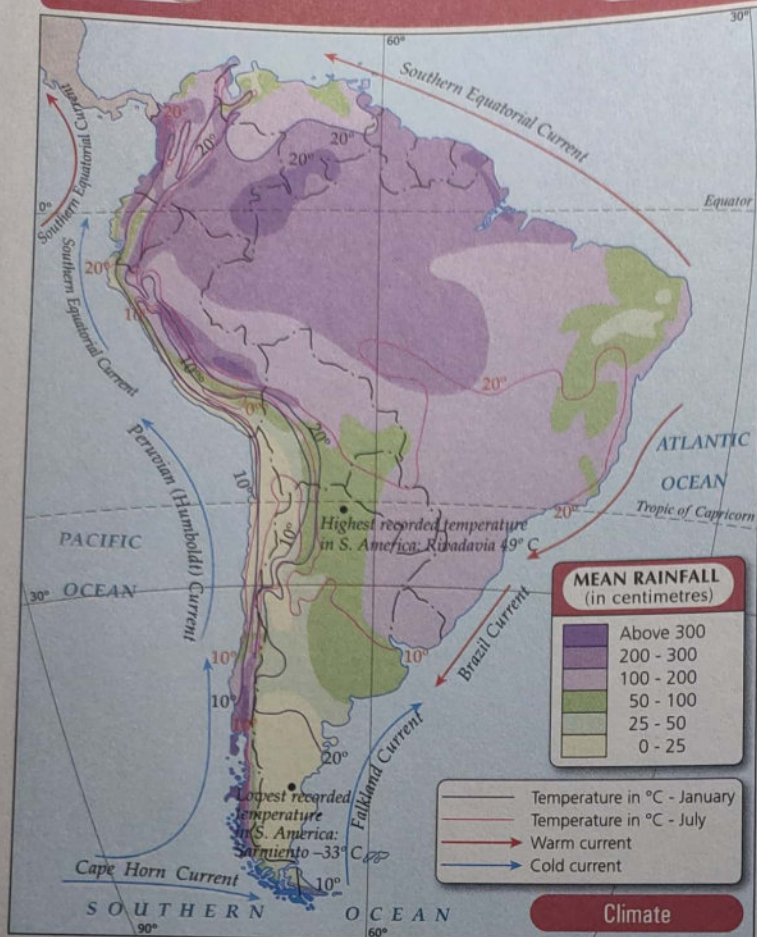 60°
30°
Southern Equatorial Current
Southern Equatorial Current
20°
20°
20°
20°
0°
Equator
Southern Equatorial Current
20°
10°
10°
0°
20°
20°
Peruvian (Humboldt) Current
ATLANTIC
OCEAN
10°
10°
20°
Tropic of Capricorn
Highest recorded temperature
in S. America: Rivadavia 49° C
PACIFIC
OCEAN
30°
Brazil Current
10°
10°
10°
10°
20°
Falkland Current
Lowest recorded
temperature
in S. America:
Sarmiento –33° C
Cape Horn Current
10°
SOUTHERN OCEAN
90°
60°
MEAN RAINFALL
(in centimetres)
Above 300
200 - 300
100 - 200
50 - 100
25 - 50
0 - 25
Temperature in °C - January
Temperature in °C - July
Warm current
Cold current
Climate